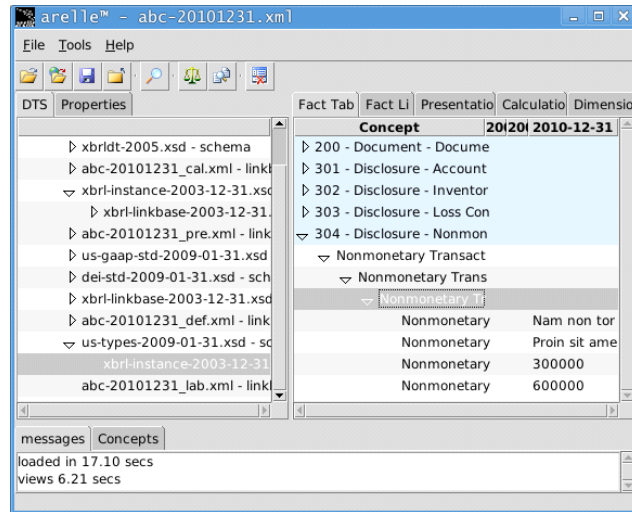 arelle™ - abc-20101231.xml
File Tools Help
DTS Properties
xbrldt-2005.xsd - schema
abc-20101231_cal.xml - link
xbrl-instance-2003-12-31.xsd
xbrl-linkbase-2003-12-31.
abc-20101231_pre.xml - link
us-gaap-std-2009-01-31.xsd
dei-std-2009-01-31.xsd - sch
xbrl-linkbase-2003-12-31.xsd
abc-20101231_def.xml - link
us-types-2009-01-31.xsd - sc
xbrl-instance-2003-12-31
abc-20101231_lab.xml - link
Fact Tab Fact Li Presentatio Calculatio Dimensio
Concept 20 20 2010-12-31
200 - Document - Docume
301 - Disclosure - Account
302 - Disclosure - Inventor
303 - Disclosure - Loss Con
304 - Disclosure - Nonmon
Nonmonetary Transact
Nonmonetary Trans
Nonmonetary Tr
Nonmonetary Nam non tor
Nonmonetary Proin sit ame
Nonmonetary 300000
Nonmonetary 600000
messages Concepts
loaded in 17.10 secs
views 6.21 secs